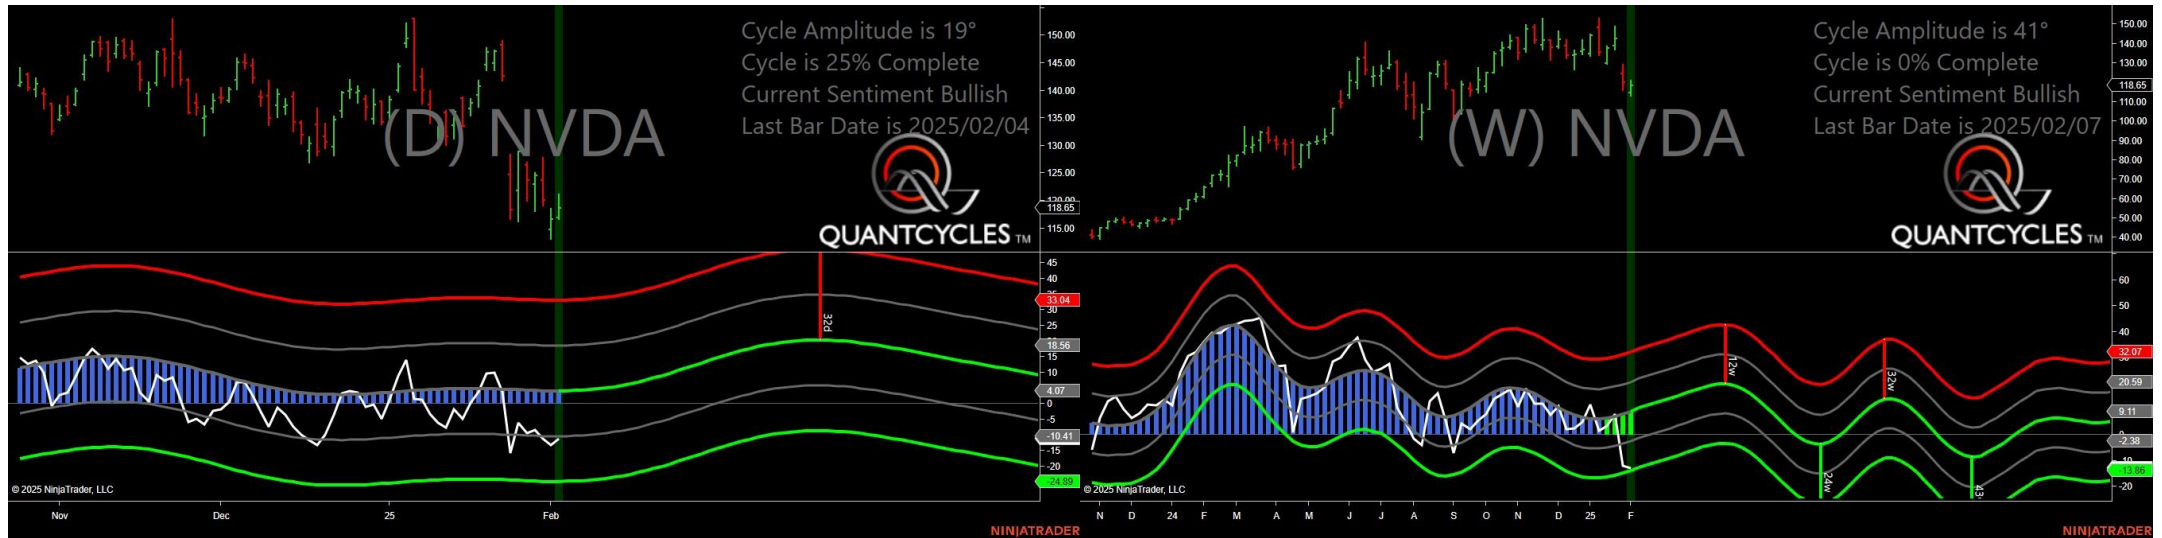 Cycle Amplitude is 19°
Cycle is 25% Complete
Current Sentiment Bullish
Last Bar Date is 2025/02/04
(D) NVDA
QUANTCYCLES TM
150.00
145.00
140.00
135.00
130.00
125.00
120.00
118.65
115.00
45
40
33.04
30
25
18.56
15
10
4.07
0
-5
-10.41
-15
-20
-24.89
32d
© 2025 NinjaTrader, LLC
Nov
Dec
25
Feb
NINJATRADER
Cycle Amplitude is 41°
Cycle is 0% Complete
Current Sentiment Bullish
Last Bar Date is 2025/02/07
(W) NVDA
QUANTCYCLES TM
150.00
140.00
130.00
118.65
110.00
100.00
90.00
80.00
70.00
60.00
50.00
40.00
60
50
40
32.07
20.59
9.11
-2.38
-13.86
-20
12w
32w
24w
43
© 2025 NinjaTrader, LLC
N D 24 F M A M J J A S O N D 25 F
NINJATRADER